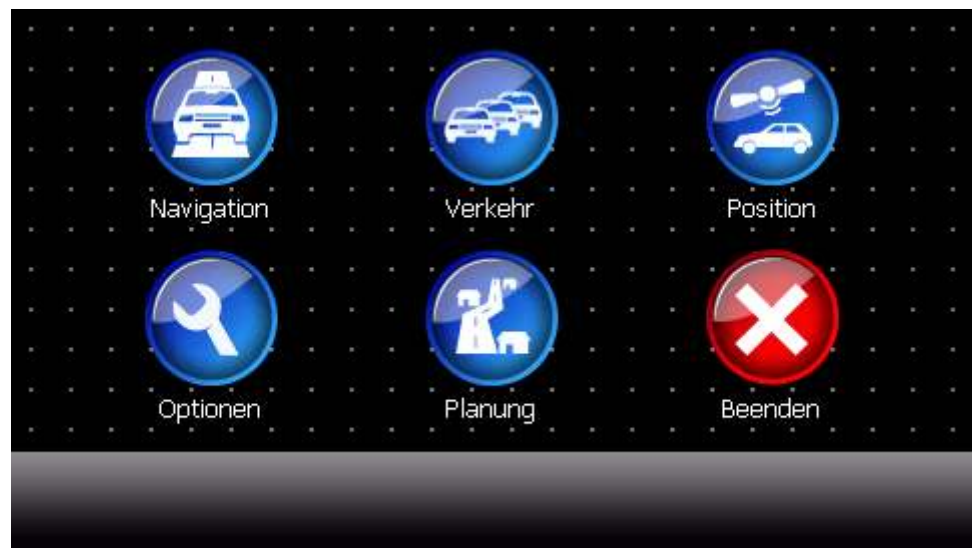 Navigation
Verkehr
Position
Optionen
Planung
Beenden